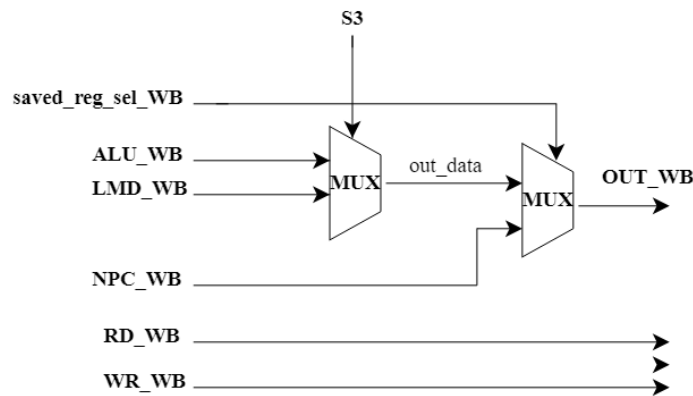 S3
saved_reg_sel_WB
ALU_WB
out_data
LMD_WB
MUX
OUT_WB
MUX
NPC_WB
RD_WB
WR_WB